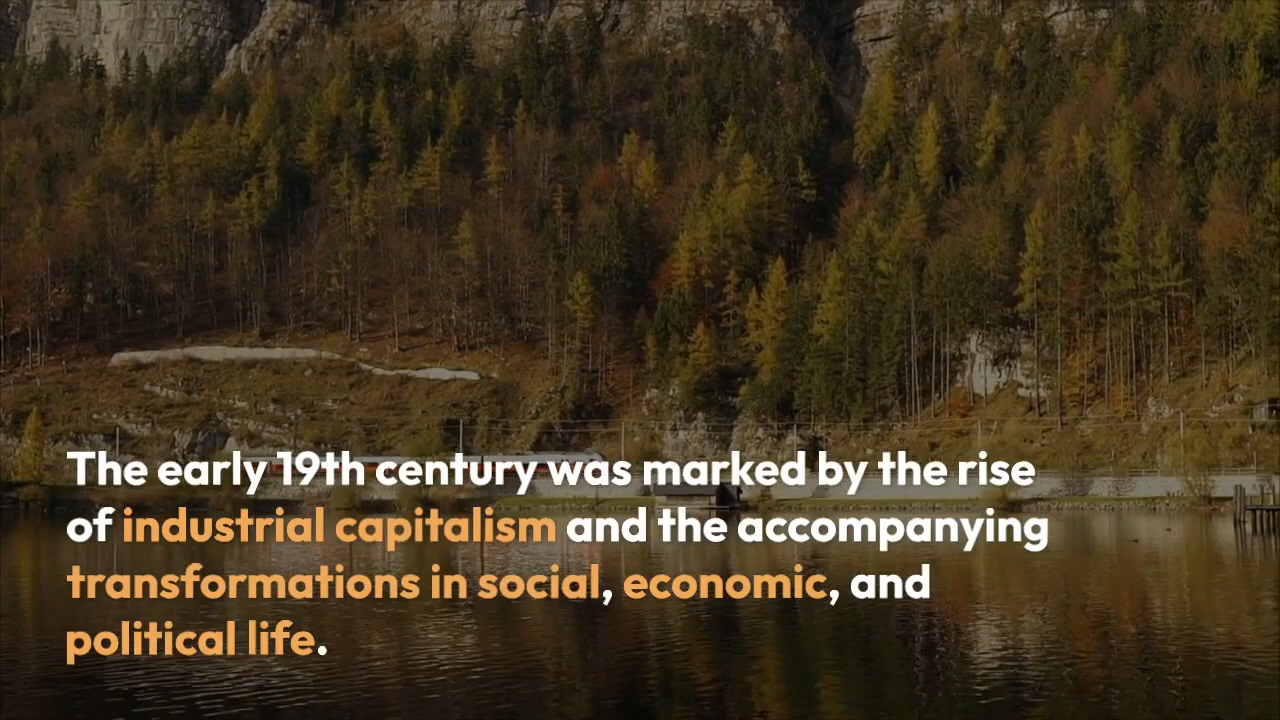 The early 19th century was marked by the rise
of industrial capitalism and the accompanying
transformations in social, economic, and
political life.